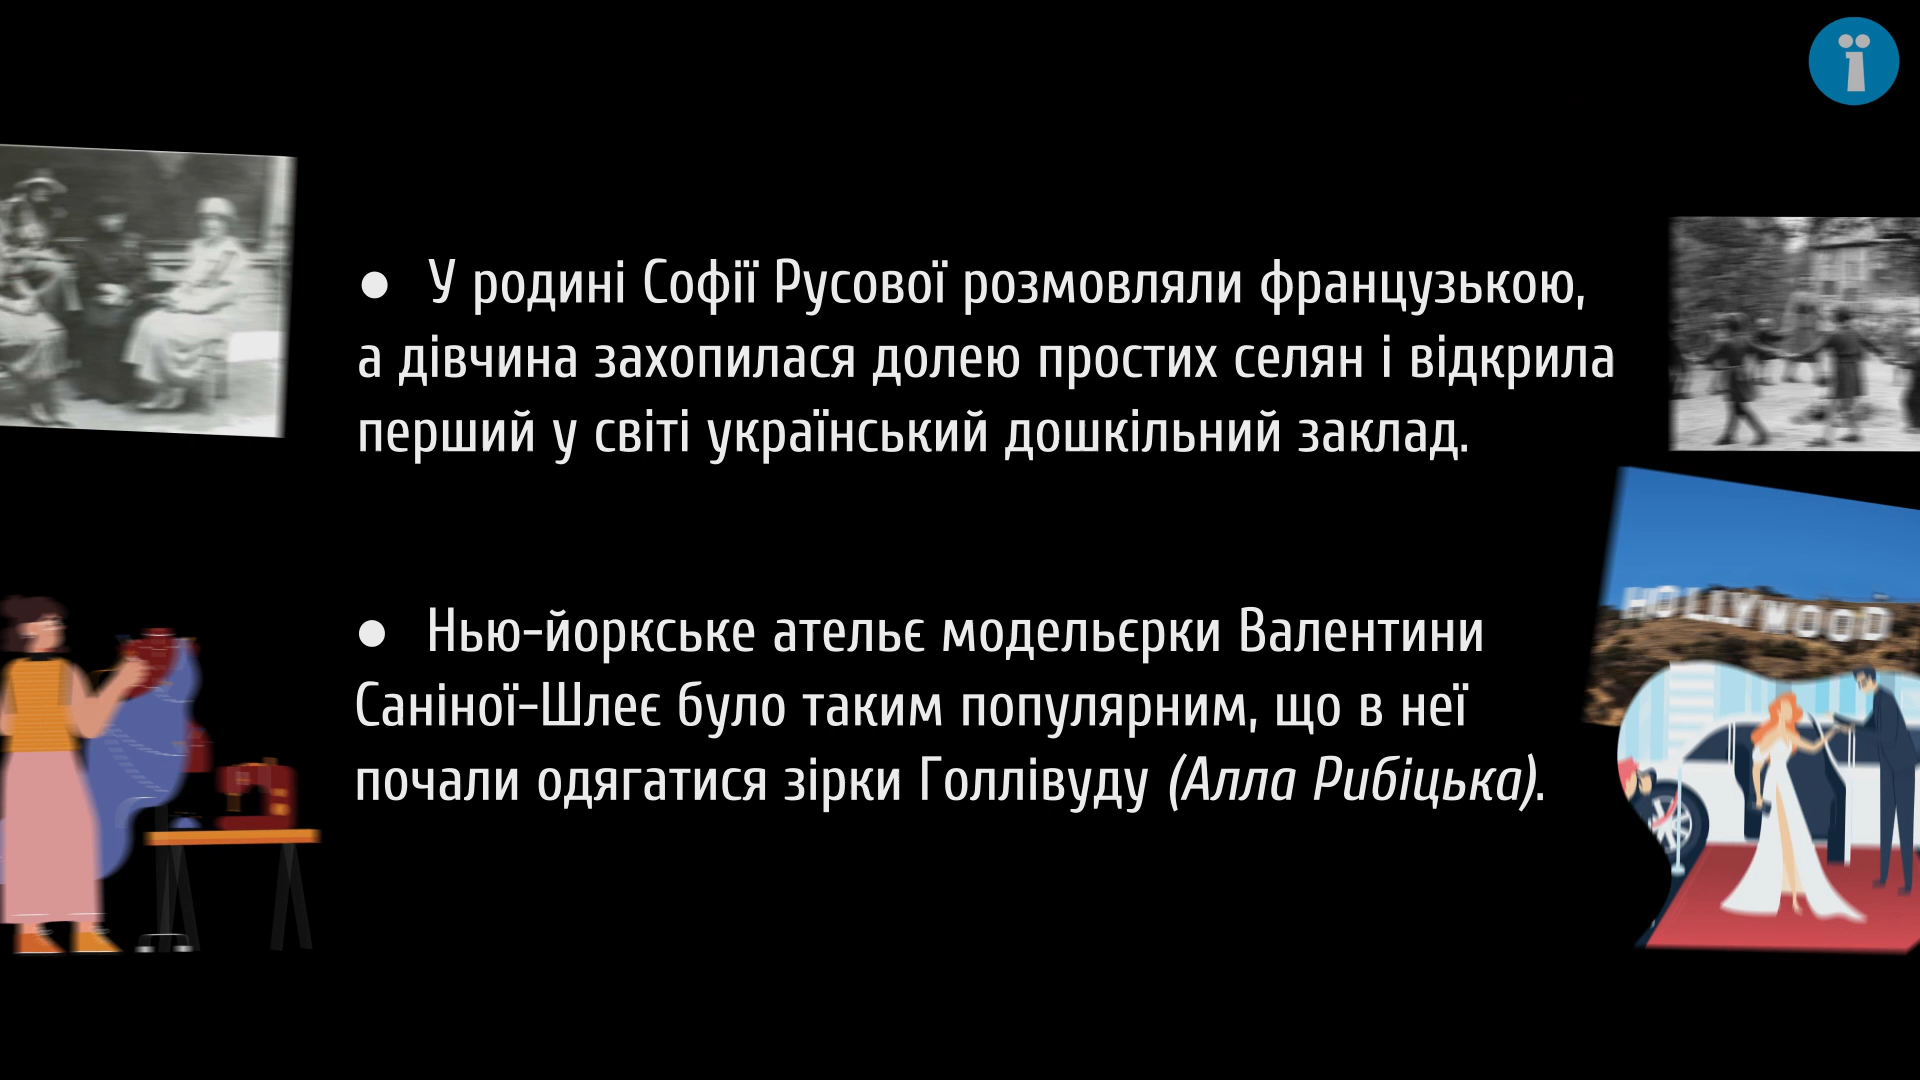 ї
● У родині Софії Русової розмовляли французькою,
а дівчина захопилася долею простих селян і відкрила
перший у світі український дошкільний заклад.
● Нью-йоркське ательє модельєрки Валентини
Саніної-Шлеє було таким популярним, що в неї
почали одягатися зірки Голлівуду (Алла Рибіцька).
HOLLYWOOD